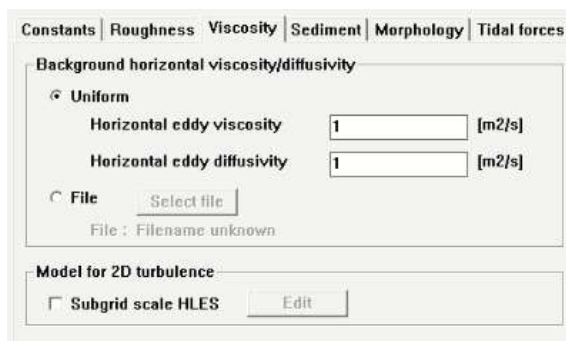 Constants Roughness Viscosity Sediment Morphology Tidal forces
Background horizontal viscosity/diffusivity
Uniform
Horizontal eddy viscosity 1 [m2/s]
Horizontal eddy diffusivity 1 [m2/s]
File Select file
File : Filename unknown
Model for 2D turbulence
Subgrid scale HLES Edit